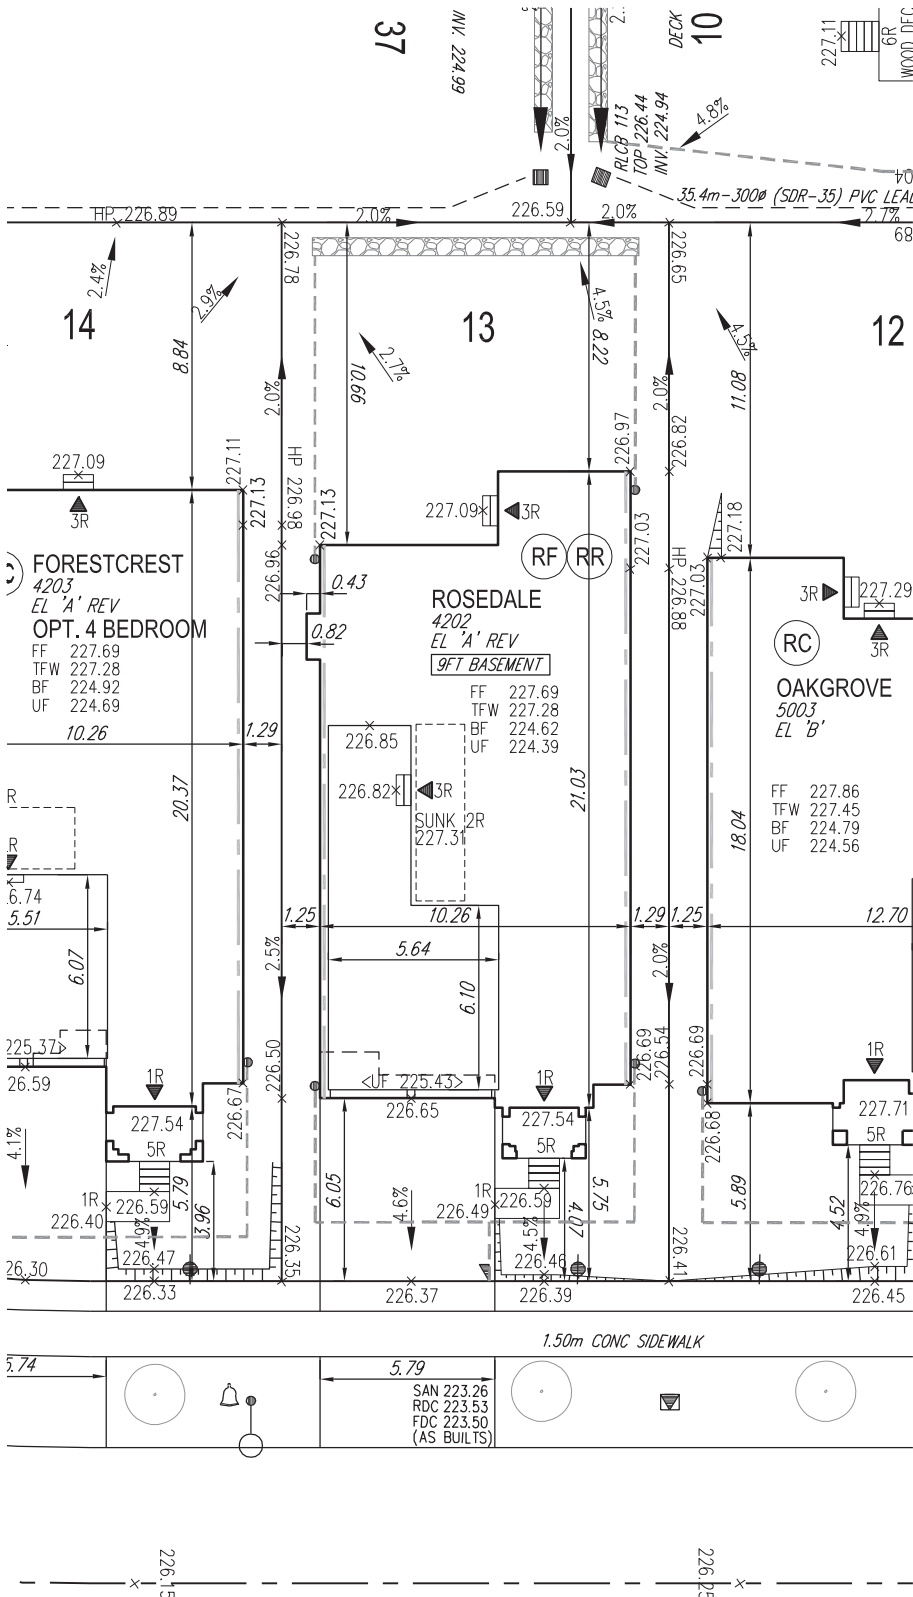 37
INV. 224.99
2.0%
DECK
10
227.11
6R
WOOD DEC
RLCB 113
TOP 226.44
INV. 224.94
4.8%
35.4m-300ø (SDR-35) PVC LEA
HP 226.89
2.0%
226.59
2.0%
2.7%
2.4%
2.9%
226.78
4.5%
226.65
14
13
12
8.84
10.66
2.7%
8.22
4.5%
11.08
2.0%
2.0%
227.09
3R
227.11
227.13
HP 226.98
227.13
227.09
3R
226.97
226.82
227.03
HP 226.88
227.03
227.18
3R
227.29
3R
226.96
RF
RR
RC
FORESTCREST
4203
EL 'A' REV
OPT. 4 BEDROOM
FF 227.69
TFW 227.28
BF 224.92
UF 224.69
0.43
0.82
ROSEDALE
4202
EL 'A' REV
9FT BASEMENT
FF 227.69
TFW 227.28
BF 224.62
UF 224.39
OAKGROVE
5003
EL 'B'
FF 227.86
TFW 227.45
BF 224.79
UF 224.56
10.26
1.29
226.85
20.37
226.82
3R
SUNK 2R
227.31
21.03
18.04
R
R
6.74
5.51
6.07
1.25
10.26
1.29
1.25
12.70
5.64
6.10
2.5%
2.0%
225.37
26.59
1R
226.67
226.50
UF 225.43
226.65
1R
226.69
226.54
226.69
226.68
1R
227.54
5R
227.54
5R
227.71
5R
4.1%
5.79
3.96
6.05
4.6%
4.07
5.75
5.89
4.52
1R
226.59
226.40
4.9%
226.47
226.35
1R
226.59
226.49
4.5%
226.46
226.41
226.76
4.9%
226.61
26.30
226.33
226.37
226.39
226.45
1.50m CONC SIDEWALK
5.74
5.79
SAN 223.26
RDC 223.53
FDC 223.50
(AS BUILTS)
226.15
226.25